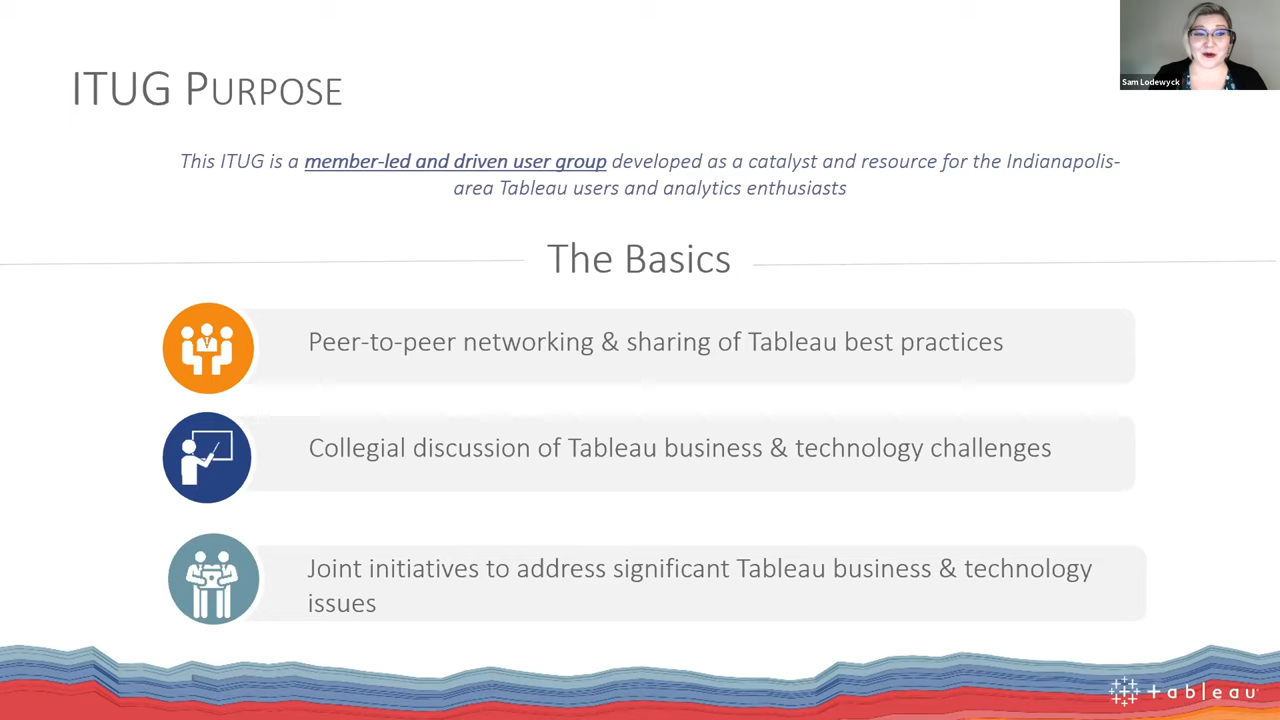 ITUG PURPOSE
Sam Lodewyck
This ITUG is a member-led and driven user group developed as a catalyst and resource for the Indianapolis-
area Tableau users and analytics enthusiasts
The Basics
Peer-to-peer networking & sharing of Tableau best practices
Collegial discussion of Tableau business & technology challenges
Joint initiatives to address significant Tableau business & technology
issues
+ableau